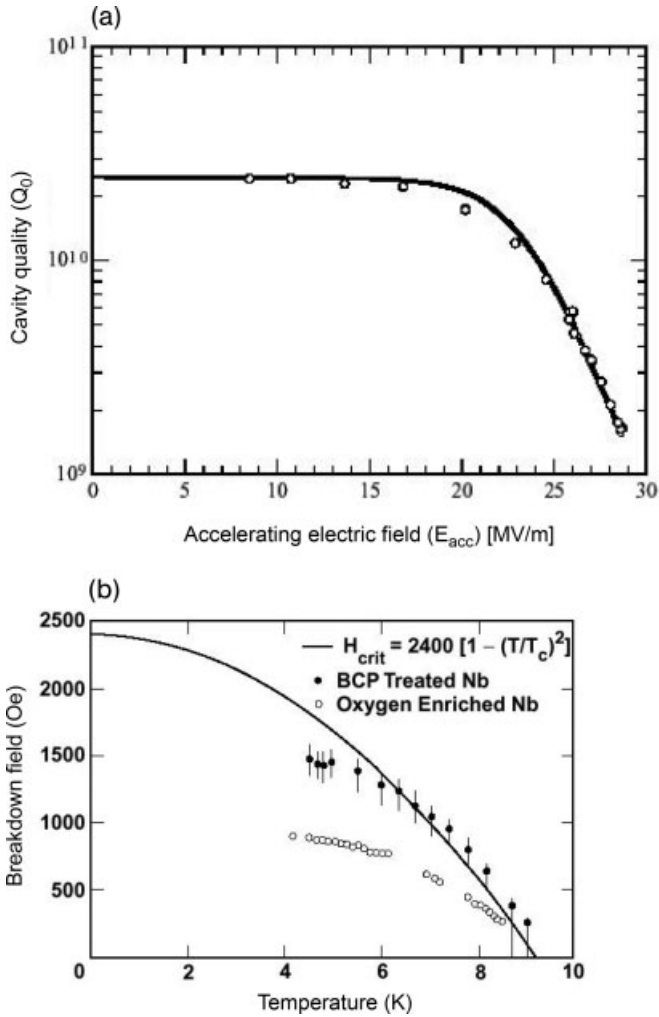 (a)
10¹¹
10¹⁰
10⁹
Cavity quality (Q₀)
0 5 10 15 20 25 30
Accelerating electric field (E_acc) [MV/m]
(b)
2500
2000
1500
1000
500
0
Breakdown field (Oe)
H_crit = 2400 [1 – (T/T_c)²]
BCP Treated Nb
Oxygen Enriched Nb
0 2 4 6 8 10
Temperature (K)